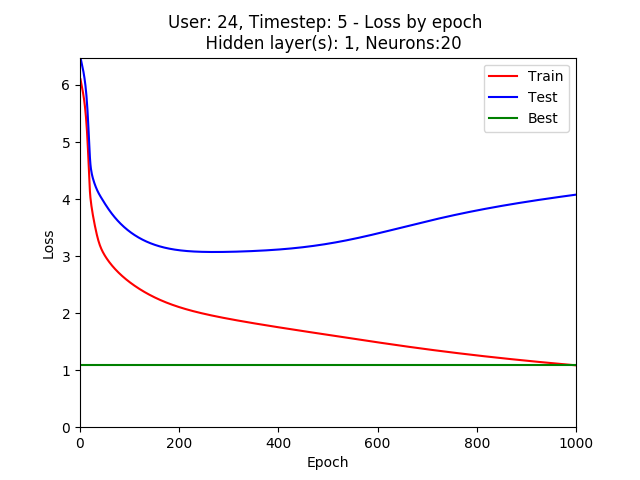 User: 24, Timestep: 5 - Loss by epoch
Hidden layer(s): 1, Neurons:20
Train
Test
Best
6
5
4
3
2
1
0
Loss
0
200
400
600
800
1000
Epoch